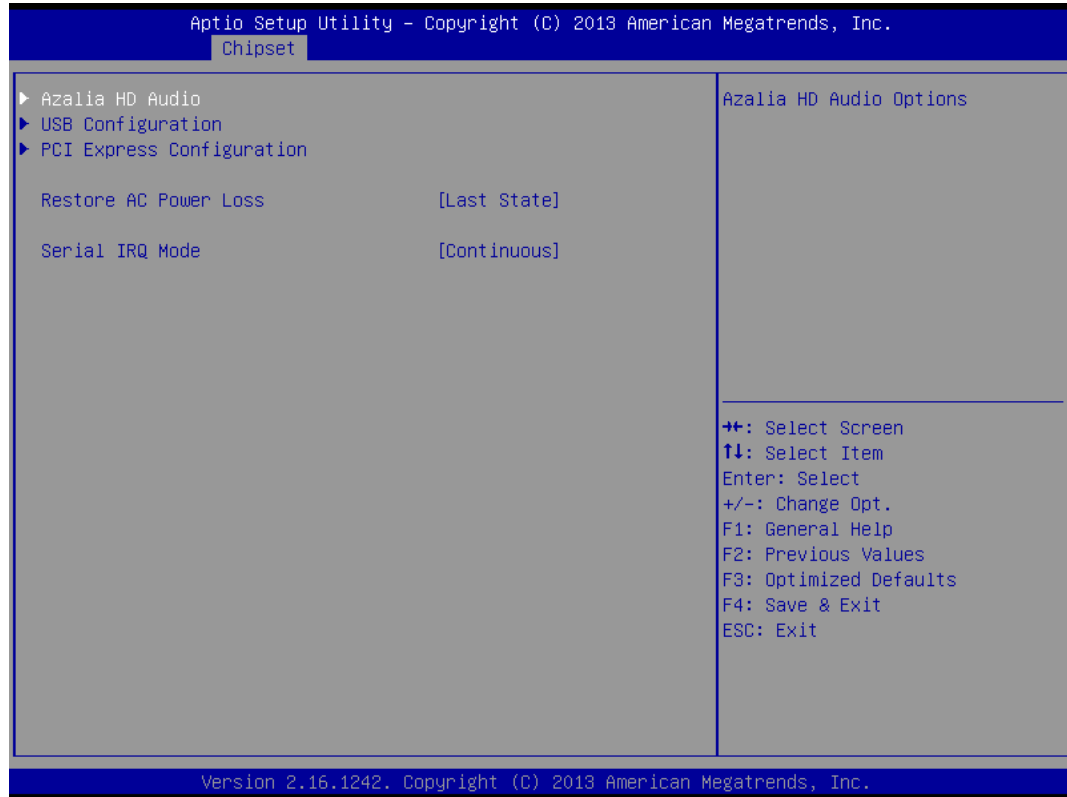 Aptio Setup Utility – Copyright (C) 2013 American Megatrends, Inc.
Chipset
▶ Azalia HD Audio
▶ USB Configuration
▶ PCI Express Configuration
Restore AC Power Loss [Last State]
Serial IRQ Mode [Continuous]
Azalia HD Audio Options
→←: Select Screen
↑↓: Select Item
Enter: Select
+/-: Change Opt.
F1: General Help
F2: Previous Values
F3: Optimized Defaults
F4: Save & Exit
ESC: Exit
Version 2.16.1242. Copyright (C) 2013 American Megatrends, Inc.